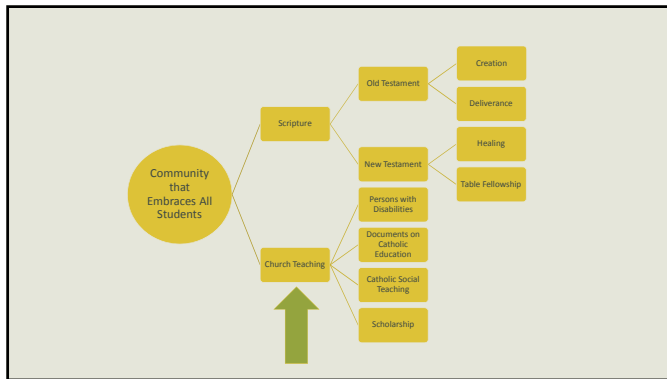 Community
that
Embraces All
Students
Scripture
Old Testament
Creation
Deliverance
New Testament
Healing
Table Fellowship
Church Teaching
Persons with
Disabilities
Documents on
Catholic
Education
Catholic Social
Teaching
Scholarship